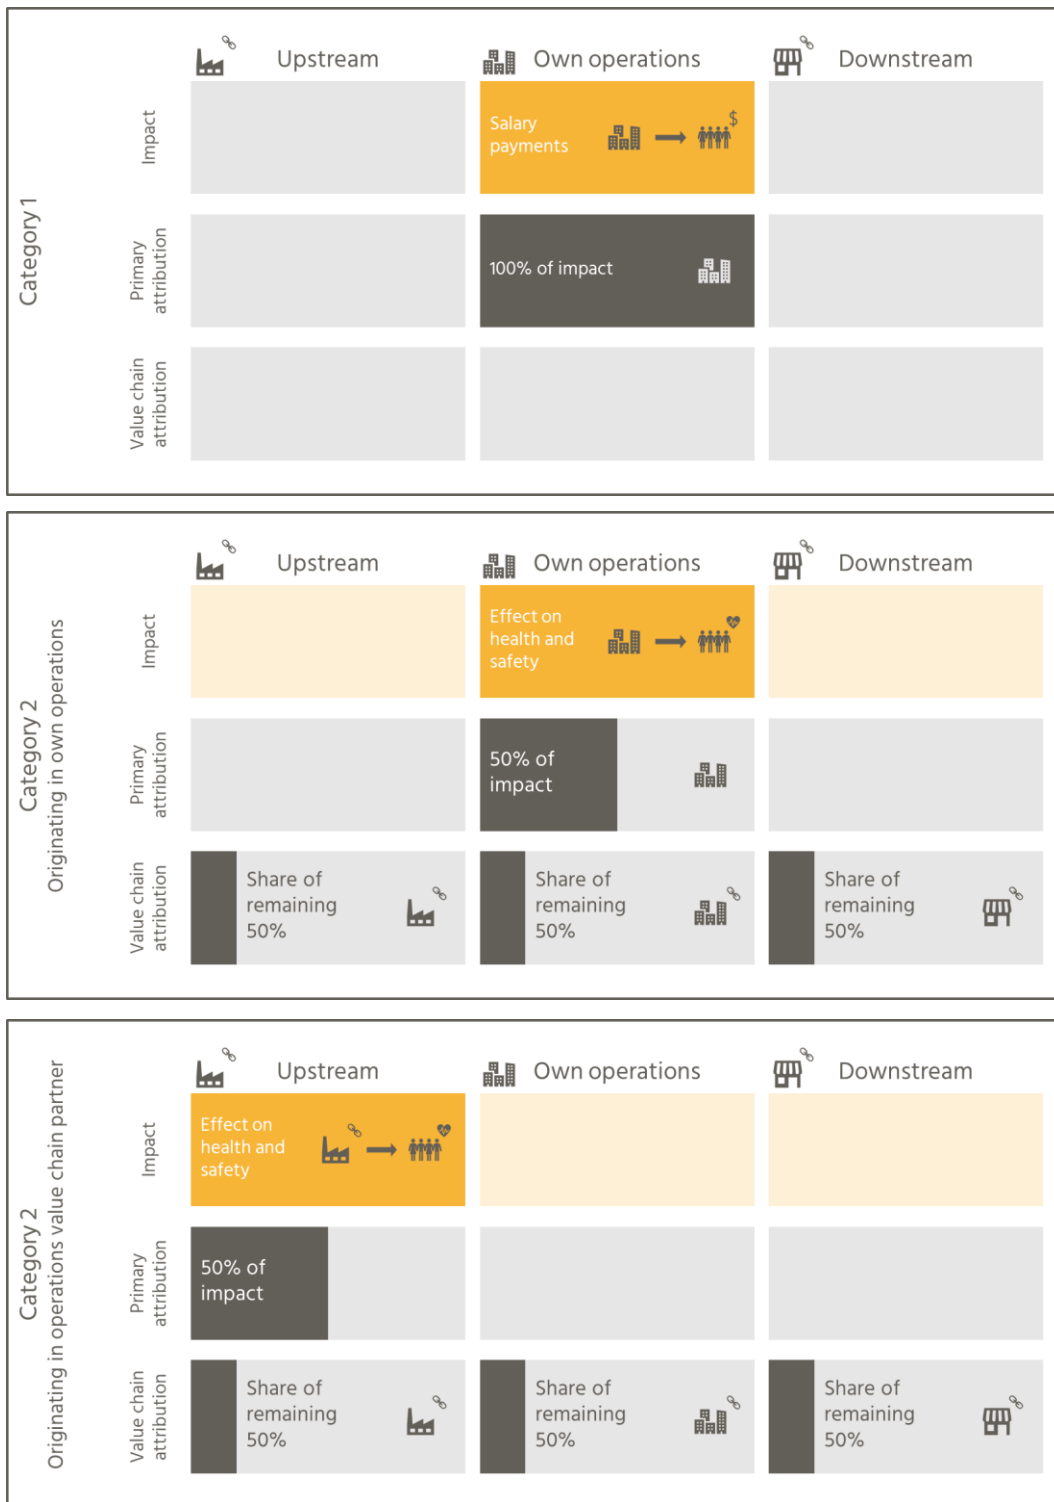 Category 1
Upstream
Own operations
Downstream
Impact
Salary
payments
$
Primary
attribution
100% of impact
Value chain
attribution
Category 2
Originating in own operations
Upstream
Own operations
Downstream
Impact
Effect on
health and
safety
Primary
attribution
50% of
impact
Value chain
attribution
Share of
remaining
50%
Share of
remaining
50%
Share of
remaining
50%
Category 2
Originating in operations value chain partner
Upstream
Own operations
Downstream
Impact
Effect on
health and
safety
Primary
attribution
50% of
impact
Value chain
attribution
Share of
remaining
50%
Share of
remaining
50%
Share of
remaining
50%